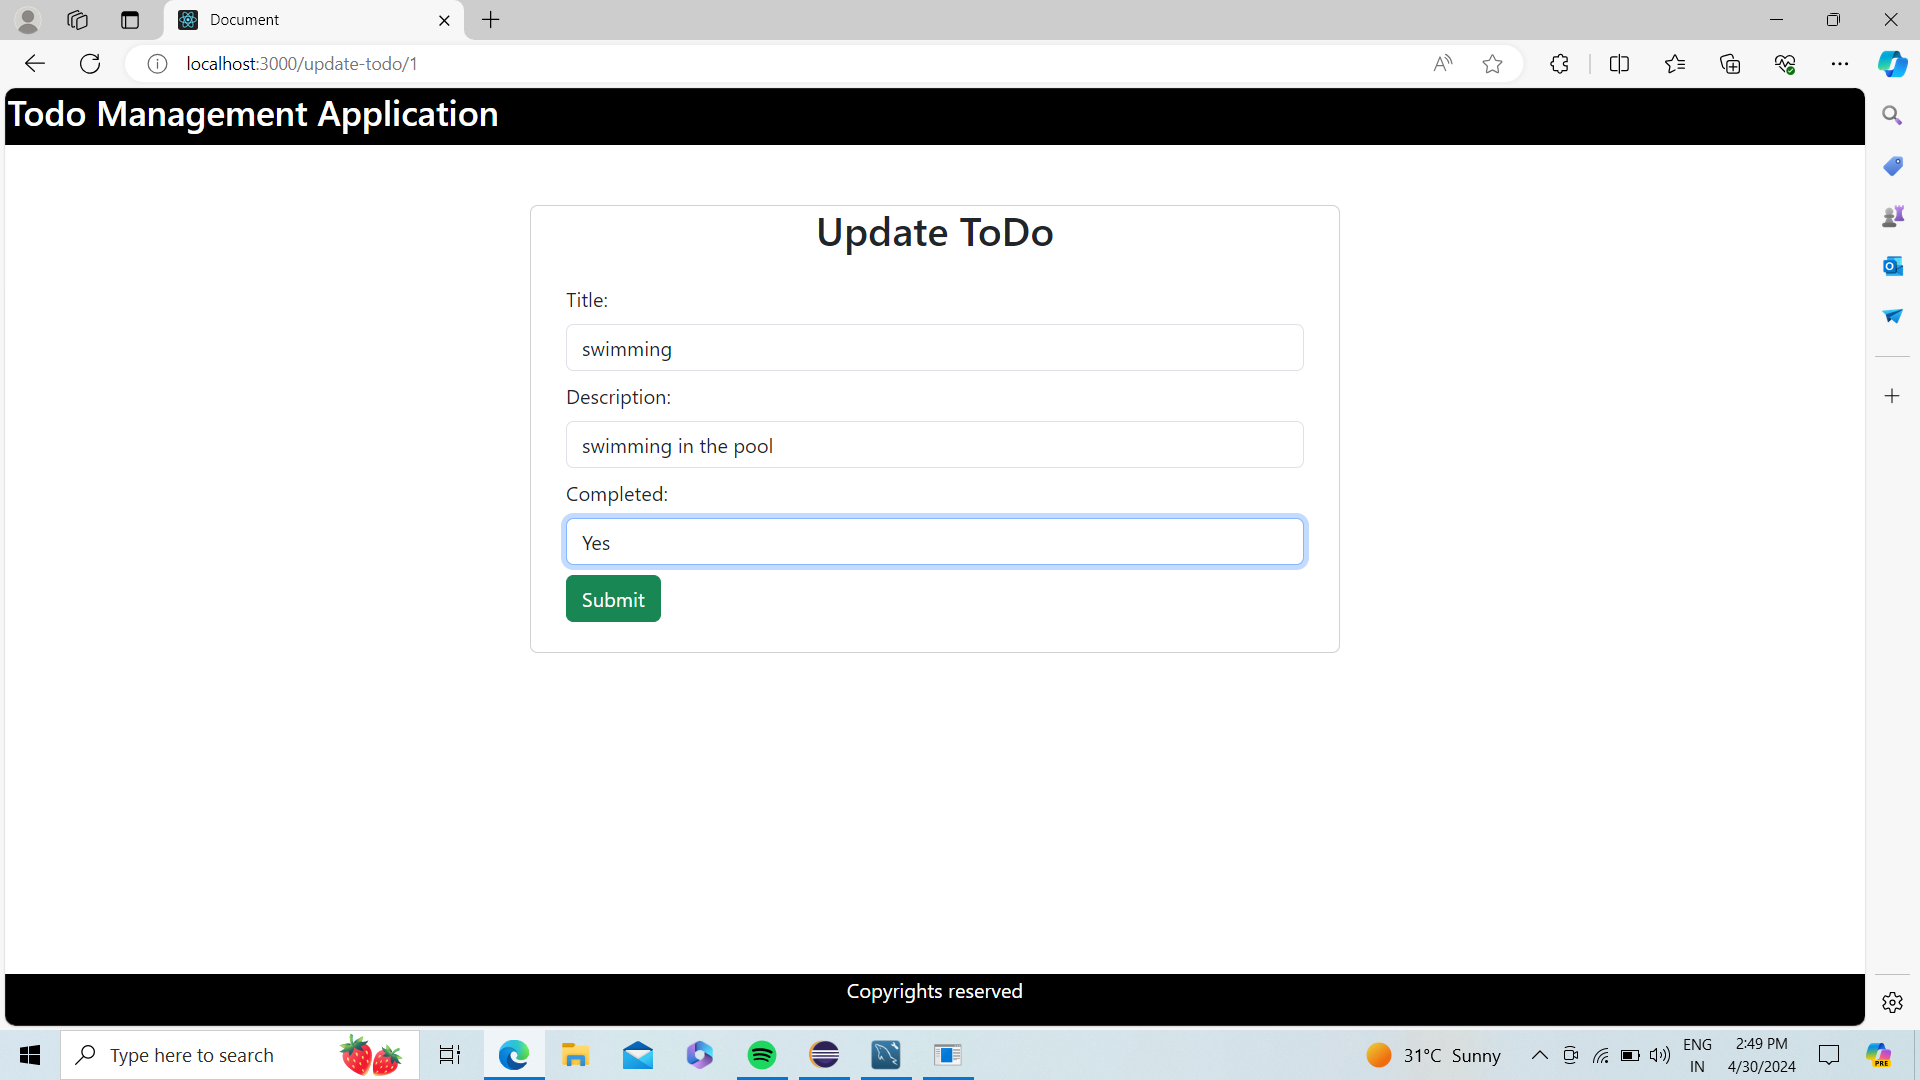 Document
localhost:3000/update-todo/1
Todo Management Application
Update ToDo
Title:
swimming
Description:
swimming in the pool
Completed:
Yes
Submit
Copyrights reserved
Type here to search
31°C Sunny
ENG
IN
2:49 PM
4/30/2024
PRE